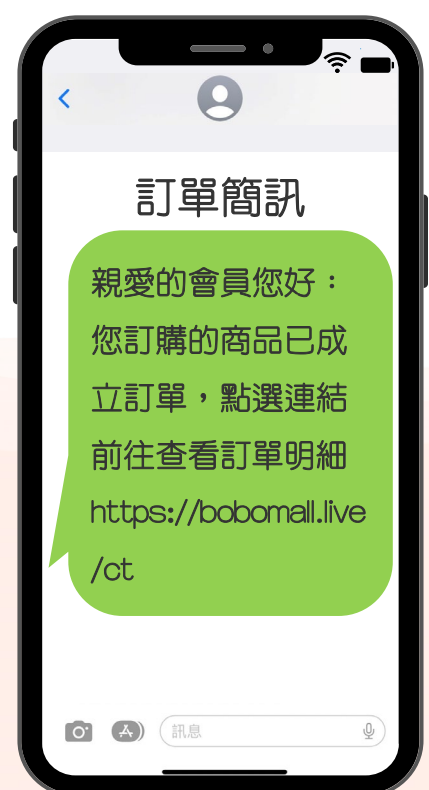 訂單簡訊
親愛的會員您好：
您訂購的商品已成
立訂單，點選連結
前往查看訂單明細
https://bobomall.live
/ct
訊息